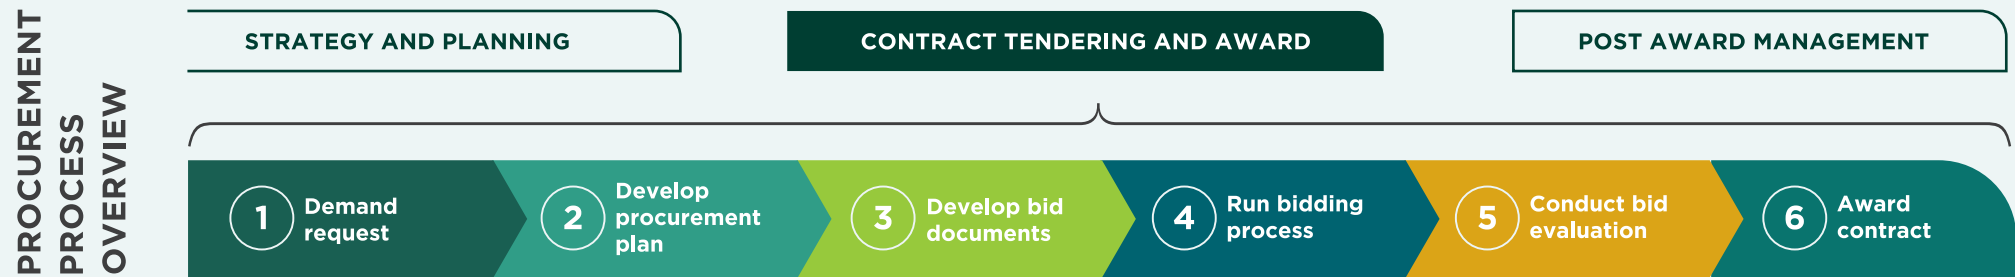 PROCUREMENT
PROCESS
OVERVIEW
STRATEGY AND PLANNING
CONTRACT TENDERING AND AWARD
POST AWARD MANAGEMENT
1 Demand
request
2 Develop
procurement
plan
3 Develop bid
documents
4 Run bidding
process
5 Conduct bid
evaluation
6 Award
contract